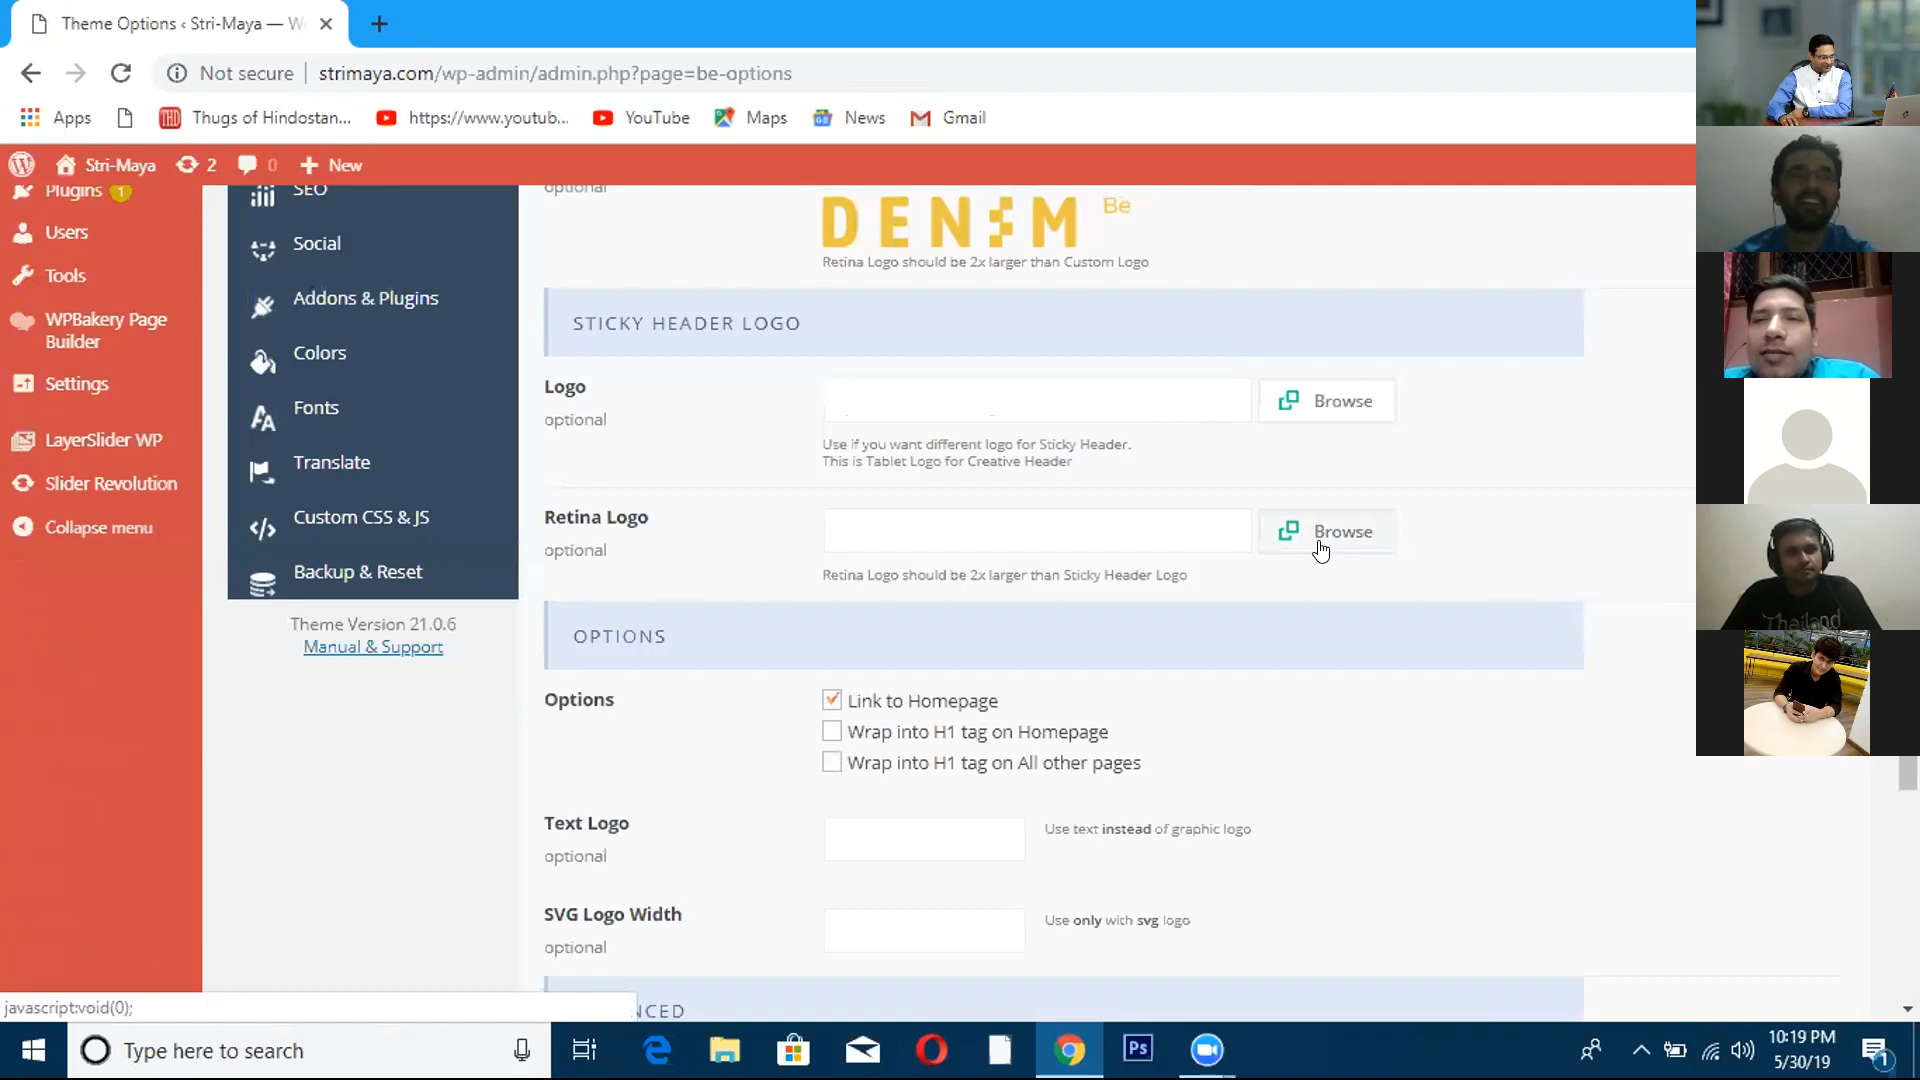 Theme Options ‹ Stri-Maya — W
Not secure
strimaya.com/wp-admin/admin.php?page=be-options
Apps
Thugs of Hindostan...
https://www.youtub...
YouTube
Maps
News
Gmail
Stri-Maya
2
0
New
Plugins 1
Users
Tools
WPBakery Page
Builder
Settings
LayerSlider WP
Slider Revolution
Collapse menu
SEO
Social
Addons & Plugins
Colors
Fonts
Translate
Custom CSS & JS
Backup & Reset
Theme Version 21.0.6
Manual & Support
optional
DENIM Be
Retina Logo should be 2x larger than Custom Logo
STICKY HEADER LOGO
Logo
optional
Browse
Use if you want different logo for Sticky Header.
This is Tablet Logo for Creative Header
Retina Logo
optional
Browse
Retina Logo should be 2x larger than Sticky Header Logo
OPTIONS
Options
Link to Homepage
Wrap into H1 tag on Homepage
Wrap into H1 tag on All other pages
Text Logo
optional
Use text instead of graphic logo
SVG Logo Width
optional
Use only with svg logo
NCED
javascript:void(0);
Type here to search
Ps
10:19 PM
5/30/19
1
Thailand